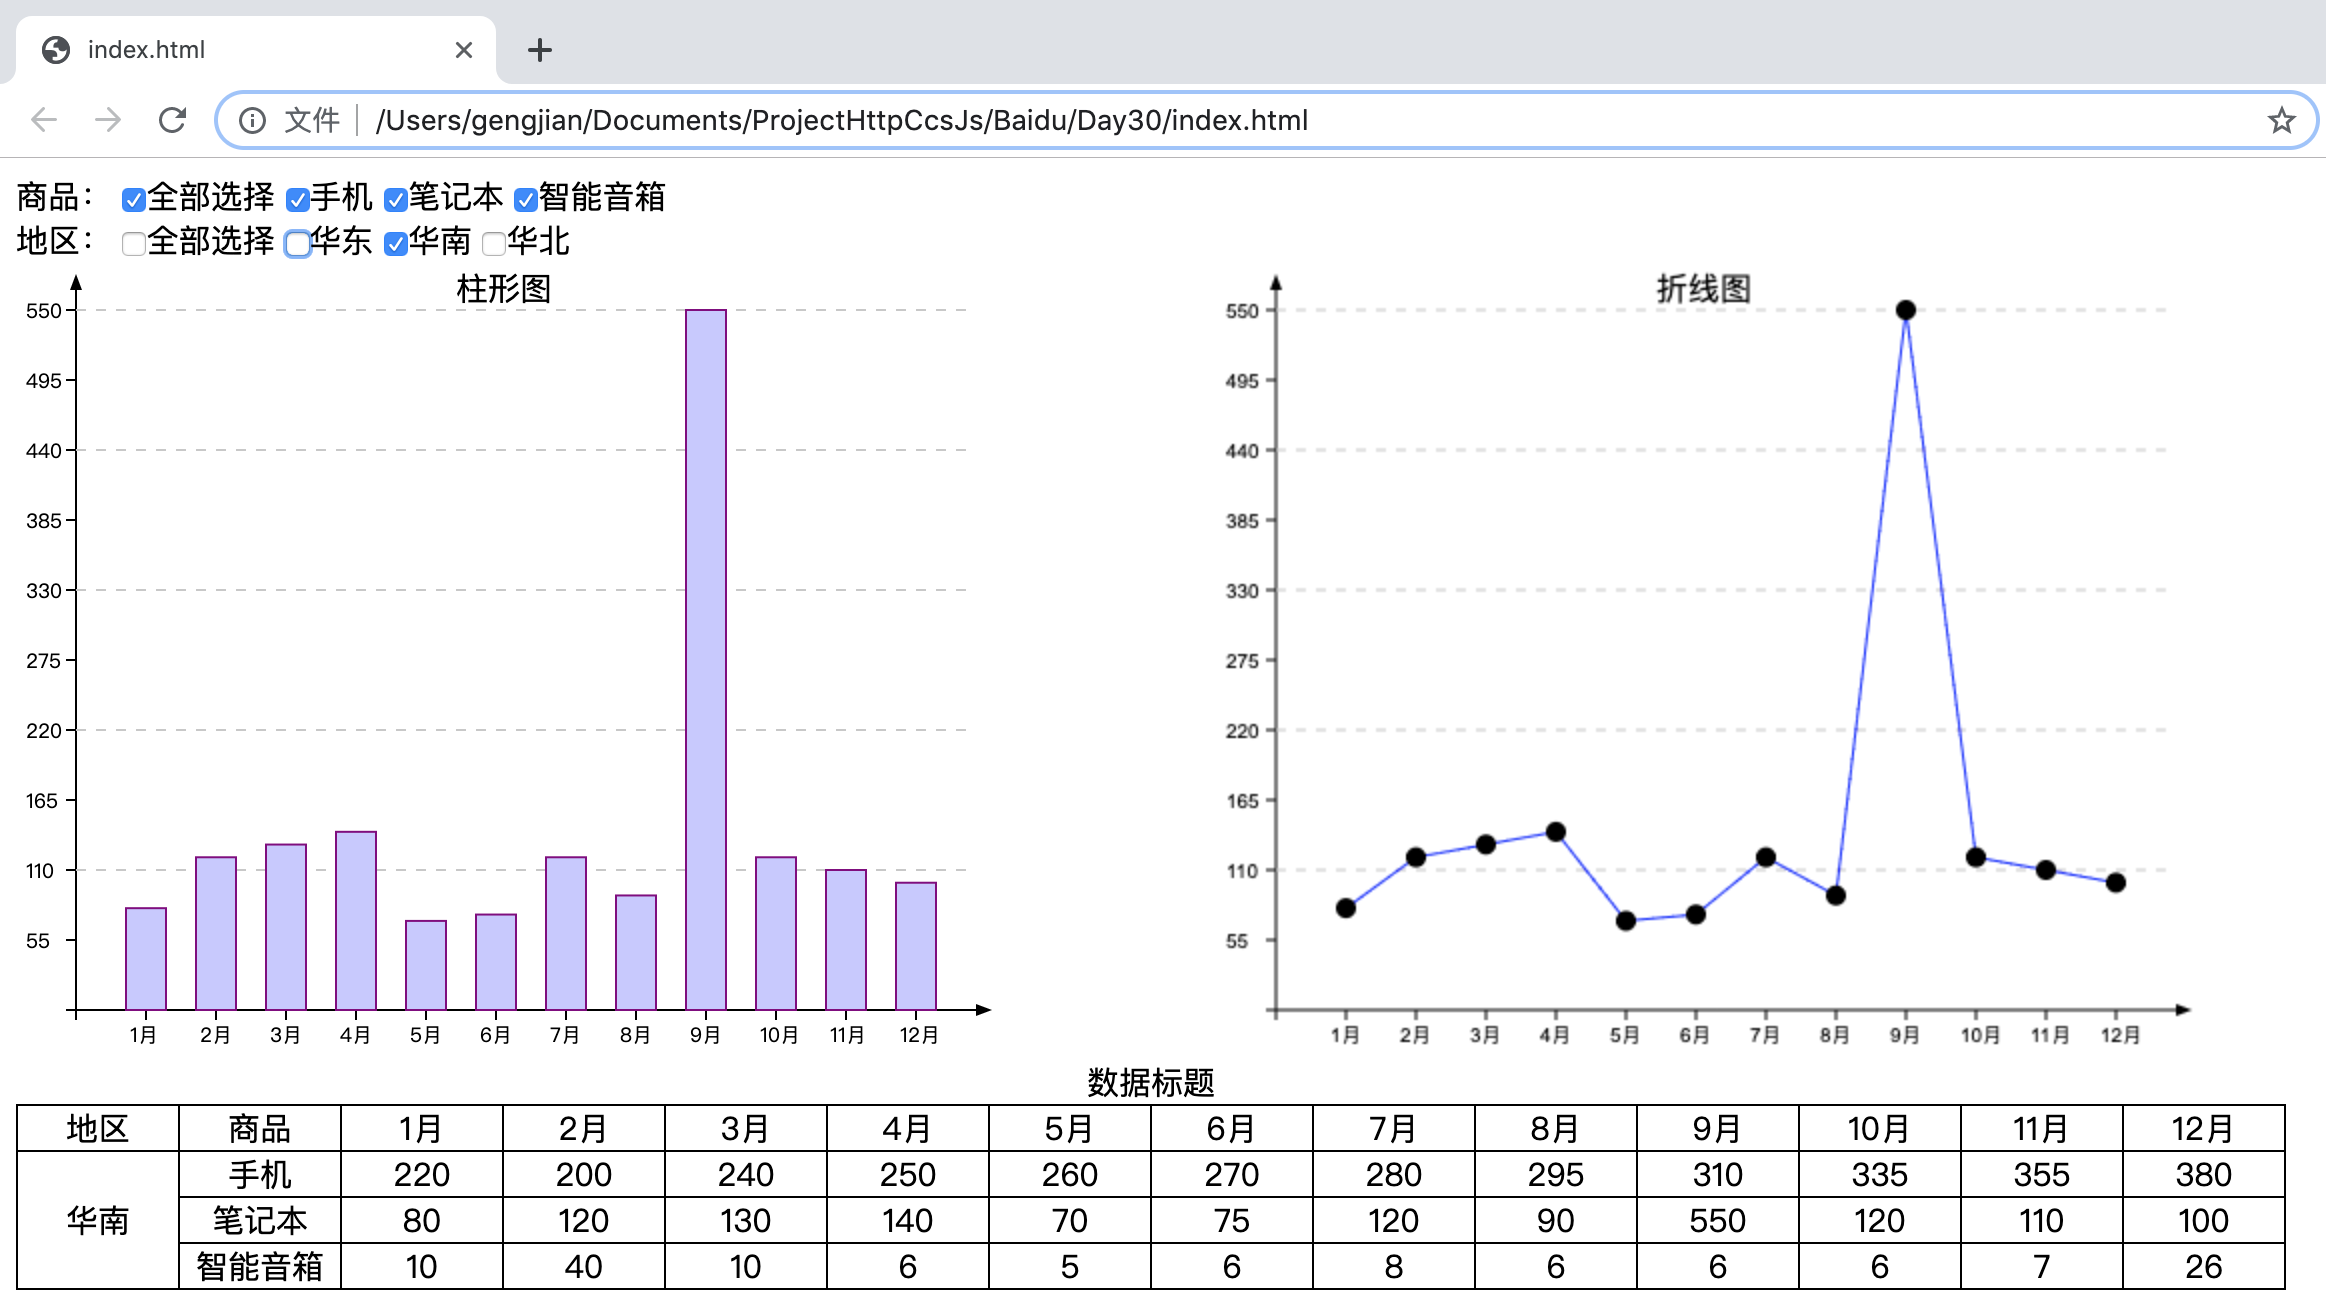 index.html
文件 /Users/gengjian/Documents/ProjectHttpCcsJs/Baidu/Day30/index.html
商品： 全部选择 手机 笔记本 智能音箱
地区： 全部选择 华东 华南 华北
柱形图
550
495
440
385
330
275
220
165
110
55
1月 2月 3月 4月 5月 6月 7月 8月 9月 10月 11月 12月
折线图
550
495
440
385
330
275
220
165
110
55
1月 2月 3月 4月 5月 6月 7月 8月 9月 10月 11月 12月
数据标题
地区 商品 1月 2月 3月 4月 5月 6月 7月 8月 9月 10月 11月 12月
手机 220 200 240 250 260 270 280 295 310 335 355 380
华南 笔记本 80 120 130 140 70 75 120 90 550 120 110 100
智能音箱 10 40 10 6 5 6 8 6 6 6 7 26